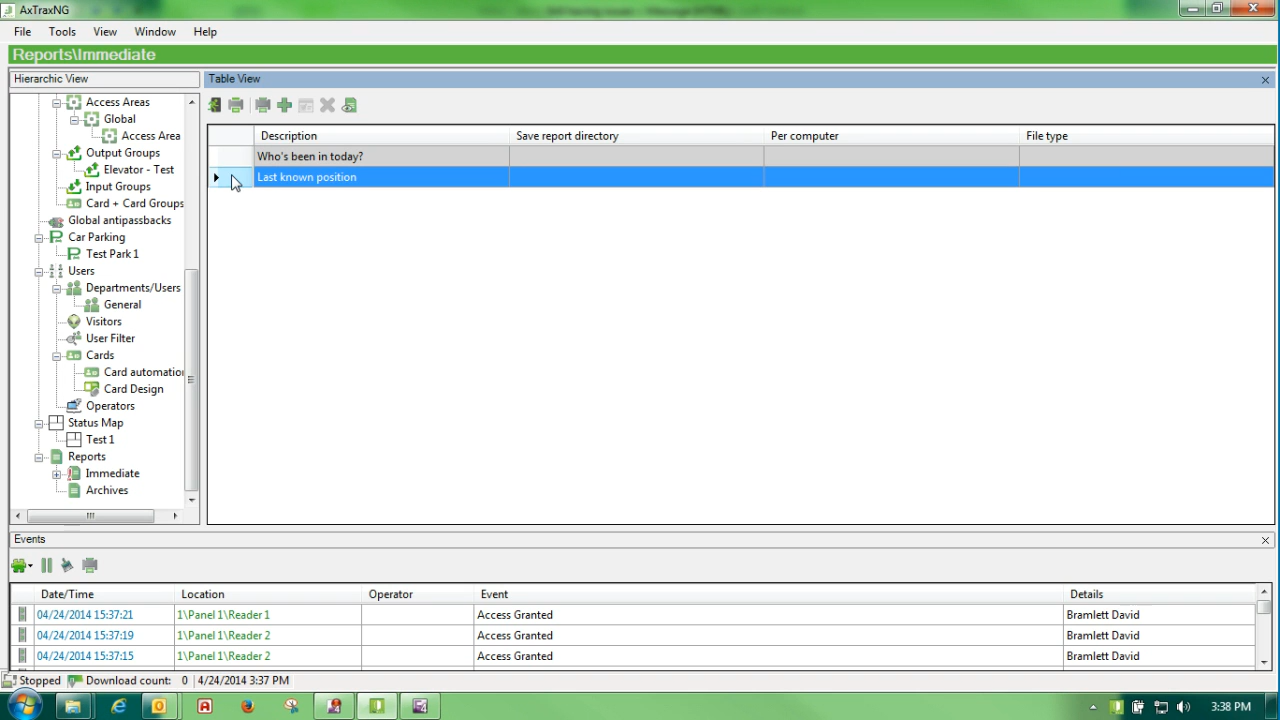 AxTraxNG
File Tools View Window Help
Reports\Immediate
Hierarchic View
Access Areas
Global
Access Area
Output Groups
Elevator - Test
Input Groups
Card + Card Groups
Global antipassbacks
Car Parking
Test Park 1
Users
Departments/Users
General
Visitors
User Filter
Cards
Card automation
Card Design
Operators
Status Map
Test 1
Reports
Immediate
Archives
Table View
Description Save report directory Per computer File type
Who's been in today?
Last known position
Events
Date/Time Location Operator Event Details
04/24/2014 15:37:21 1\Panel 1\Reader 1 Access Granted Bramlett David
04/24/2014 15:37:19 1\Panel 1\Reader 2 Access Granted Bramlett David
04/24/2014 15:37:15 1\Panel 1\Reader 2 Access Granted Bramlett David
Stopped Download count: 0 4/24/2014 3:37 PM
3:38 PM